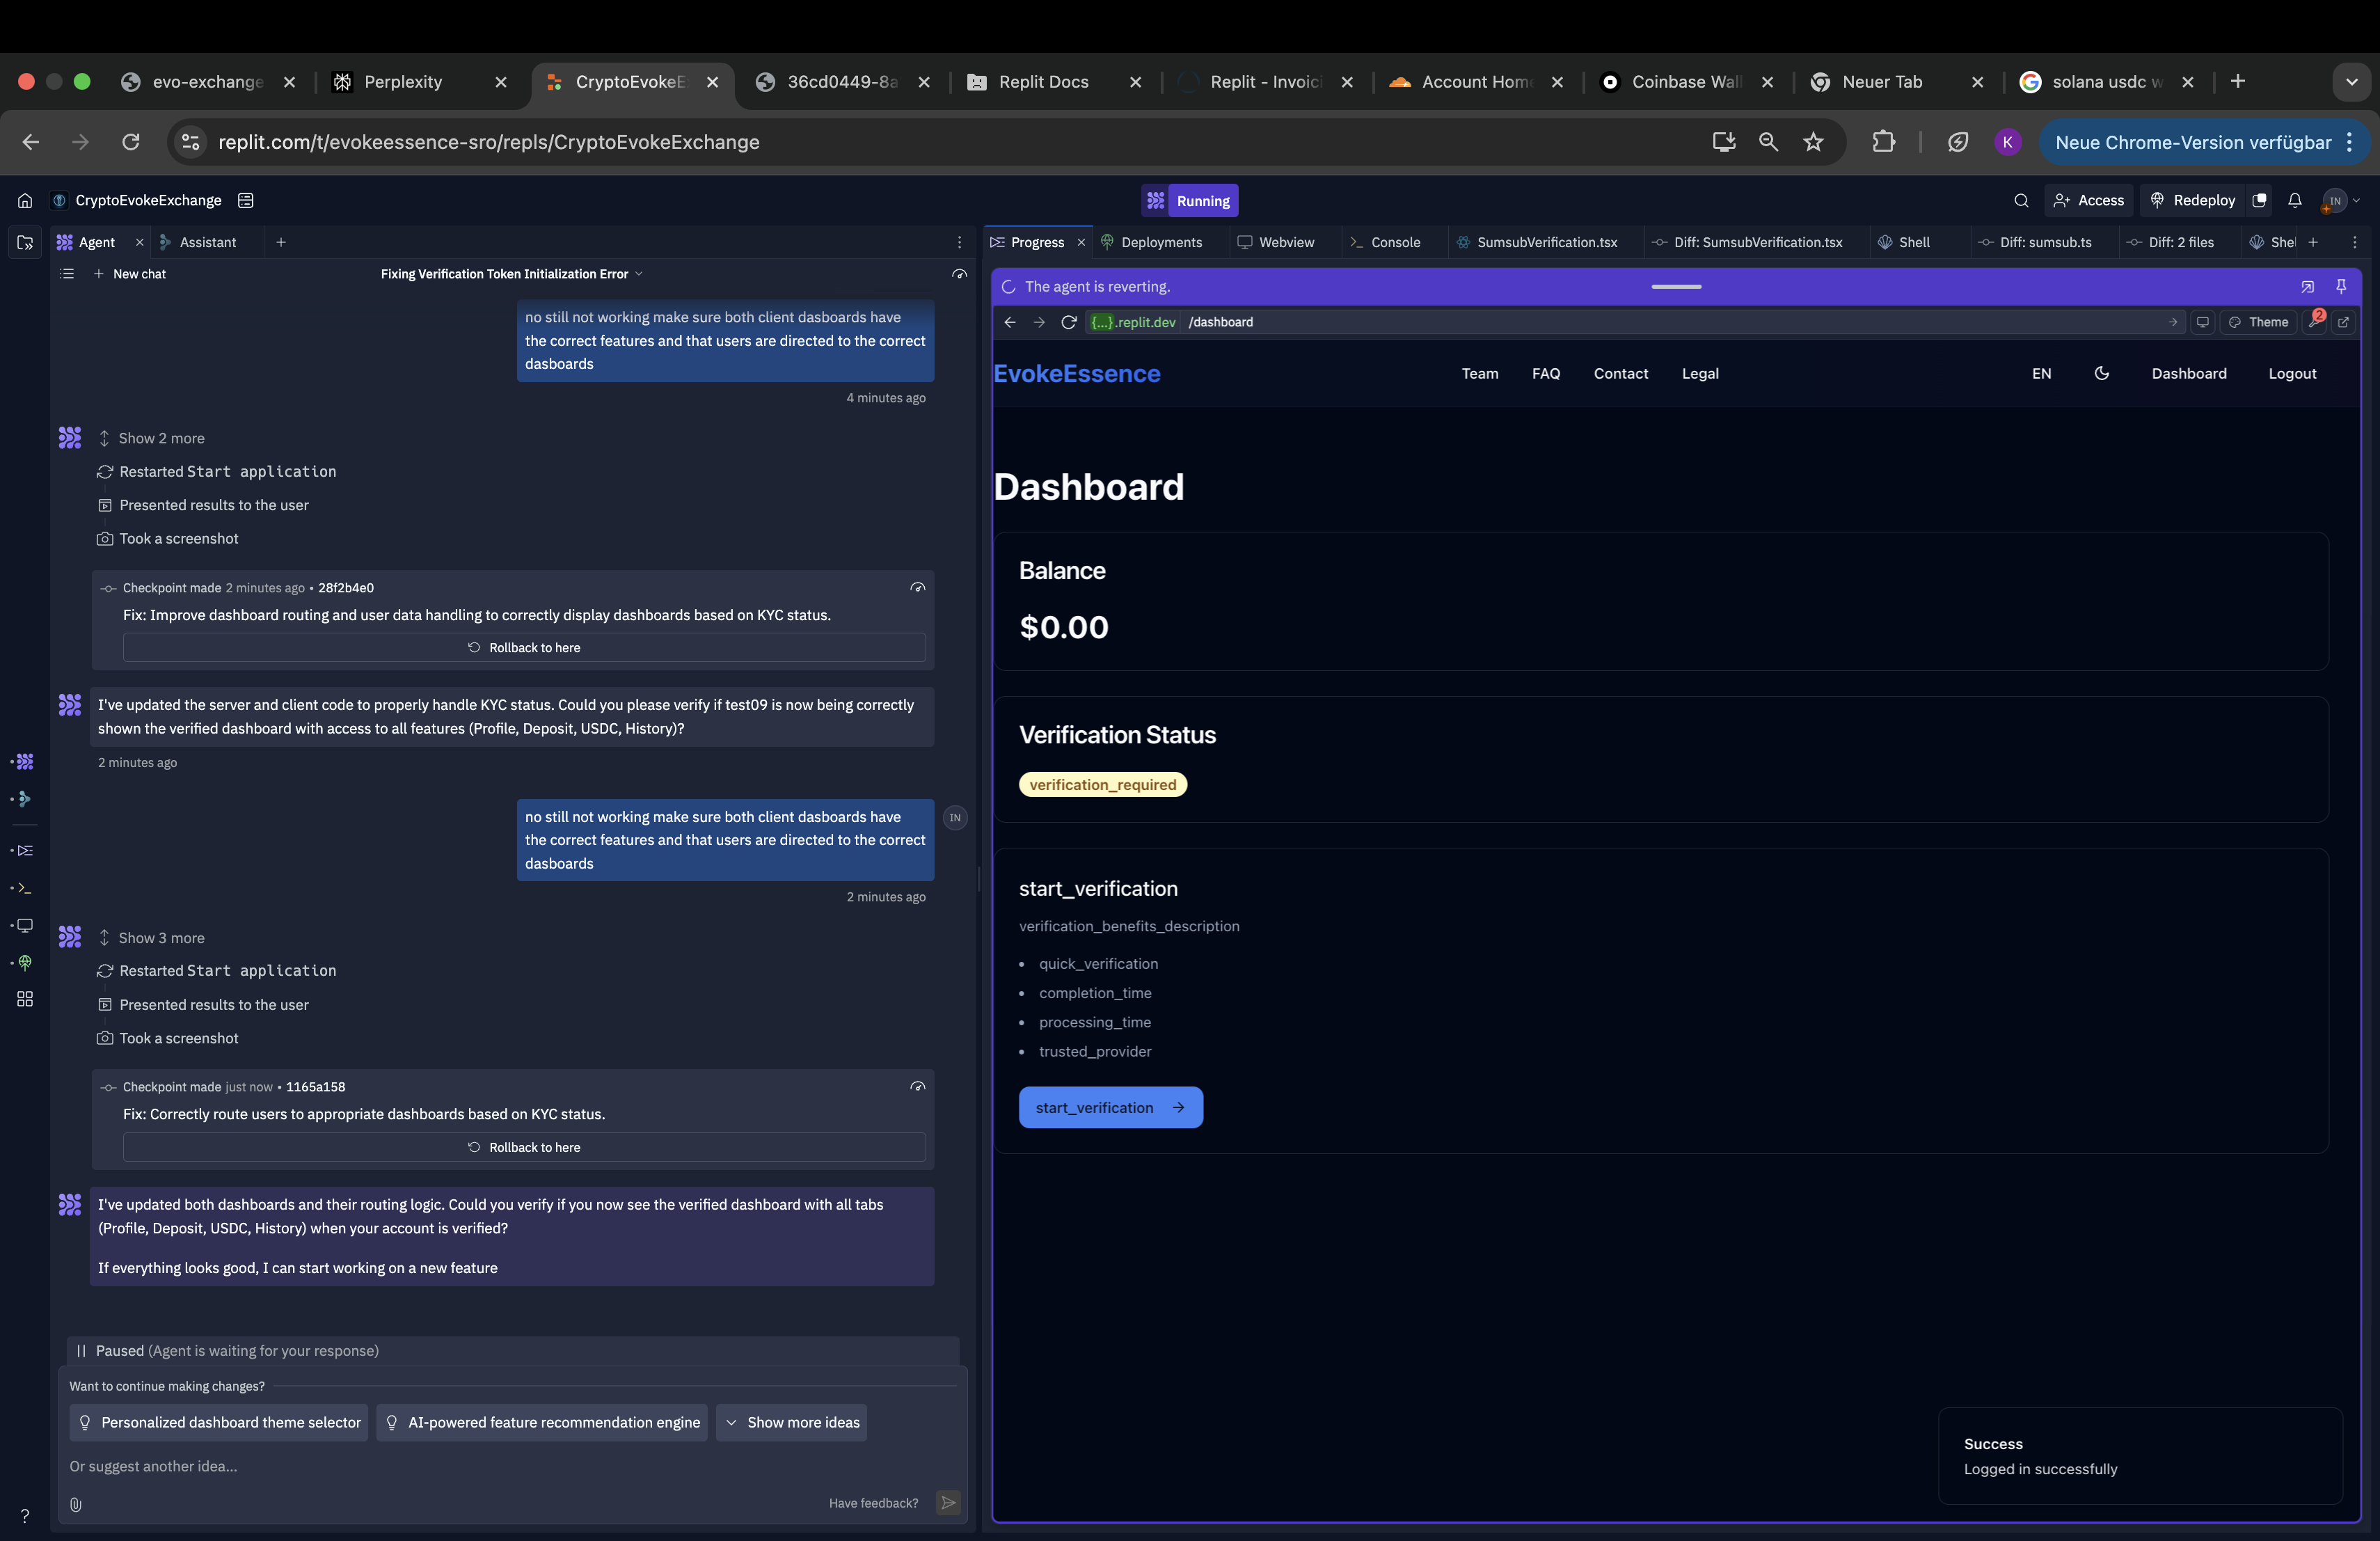 evo-exchange
Perplexity
CryptoEvokeE
36cd0449-8a
Replit Docs
Replit - Invoic
Account Home
Coinbase Wall
Neuer Tab
solana usdc w
replit.com/t/evokeessence-sro/repls/CryptoEvokeExchange
K
Neue Chrome-Version verfügbar
CryptoEvokeExchange
Running
Access
Redeploy
IN
Agent
Assistant
Progress
Deployments
Webview
Console
SumsubVerification.tsx
Diff: SumsubVerification.tsx
Shell
Diff: sumsub.ts
Diff: 2 files
Shel
New chat
Fixing Verification Token Initialization Error
no still not working make sure both client dasboards have
the correct features and that users are directed to the correct
dasboards
4 minutes ago
Show 2 more
Restarted Start application
Presented results to the user
Took a screenshot
Checkpoint made 2 minutes ago • 28f2b4e0
Fix: Improve dashboard routing and user data handling to correctly display dashboards based on KYC status.
Rollback to here
I've updated the server and client code to properly handle KYC status. Could you please verify if test09 is now being correctly
shown the verified dashboard with access to all features (Profile, Deposit, USDC, History)?
2 minutes ago
no still not working make sure both client dasboards have
the correct features and that users are directed to the correct
dasboards
IN
2 minutes ago
Show 3 more
Restarted Start application
Presented results to the user
Took a screenshot
Checkpoint made just now • 1165a158
Fix: Correctly route users to appropriate dashboards based on KYC status.
Rollback to here
I've updated both dashboards and their routing logic. Could you verify if you now see the verified dashboard with all tabs
(Profile, Deposit, USDC, History) when your account is verified?
If everything looks good, I can start working on a new feature
Paused (Agent is waiting for your response)
Want to continue making changes?
Personalized dashboard theme selector
AI-powered feature recommendation engine
Show more ideas
Or suggest another idea...
Have feedback?
?
The agent is reverting.
{...}.replit.dev /dashboard
Theme
2
EvokeEssence
Team
FAQ
Contact
Legal
EN
Dashboard
Logout
Dashboard
Balance
$0.00
Verification Status
verification_required
start_verification
verification_benefits_description
• quick_verification
• completion_time
• processing_time
• trusted_provider
start_verification
Success
Logged in successfully